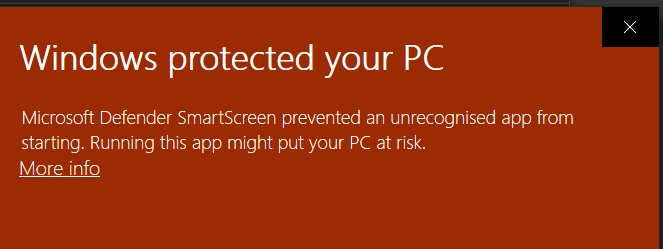 Windows protected your PC
Microsoft Defender SmartScreen prevented an unrecognised app from
starting. Running this app might put your PC at risk.
More info